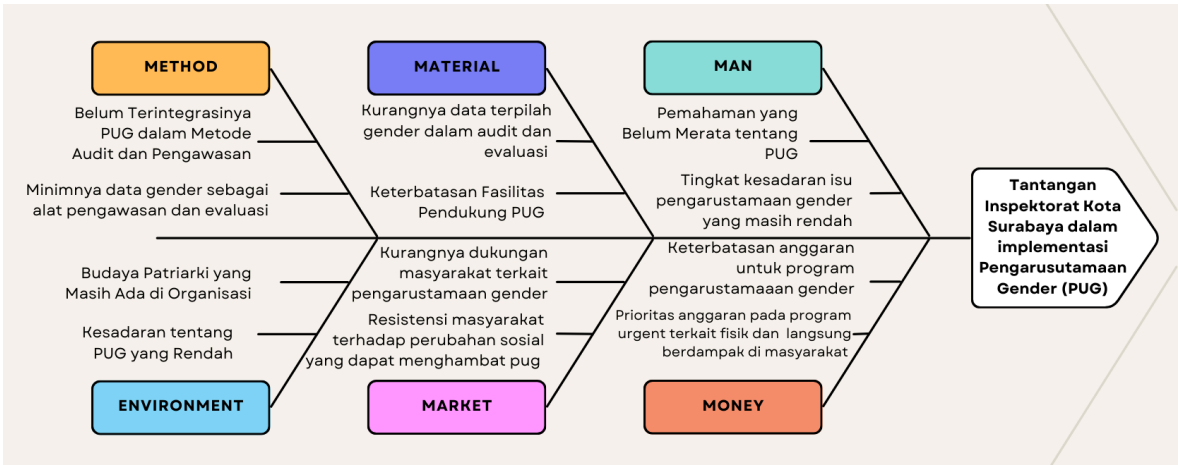 METHOD
Belum Terintegrasinya
PUG dalam Metode
Audit dan Pengawasan
Minimnya data gender sebagai
alat pengawasan dan evaluasi
MATERIAL
Kurangnya data terpilah
gender dalam audit dan
evaluasi
Keterbatasan Fasilitas
Pendukung PUG
MAN
Pemahaman yang
Belum Merata tentang
PUG
Tingkat kesadaran isu
pengarustamaan gender
yang masih rendah
Tantangan
Inspektorat Kota
Surabaya dalam
implementasi
Pengarusutamaan
Gender (PUG)
Budaya Patriarki yang
Masih Ada di Organisasi
Kesadaran tentang
PUG yang Rendah
ENVIRONMENT
Kurangnya dukungan
masyarakat terkait
pengarustamaan gender
Resistensi masyarakat
terhadap perubahan sosial
yang dapat menghambat pug
MARKET
Keterbatasan anggaran
untuk program
pengarustamaaan gender
Prioritas anggaran pada program
urgent terkait fisik dan langsung
berdampak di masyarakat
MONEY